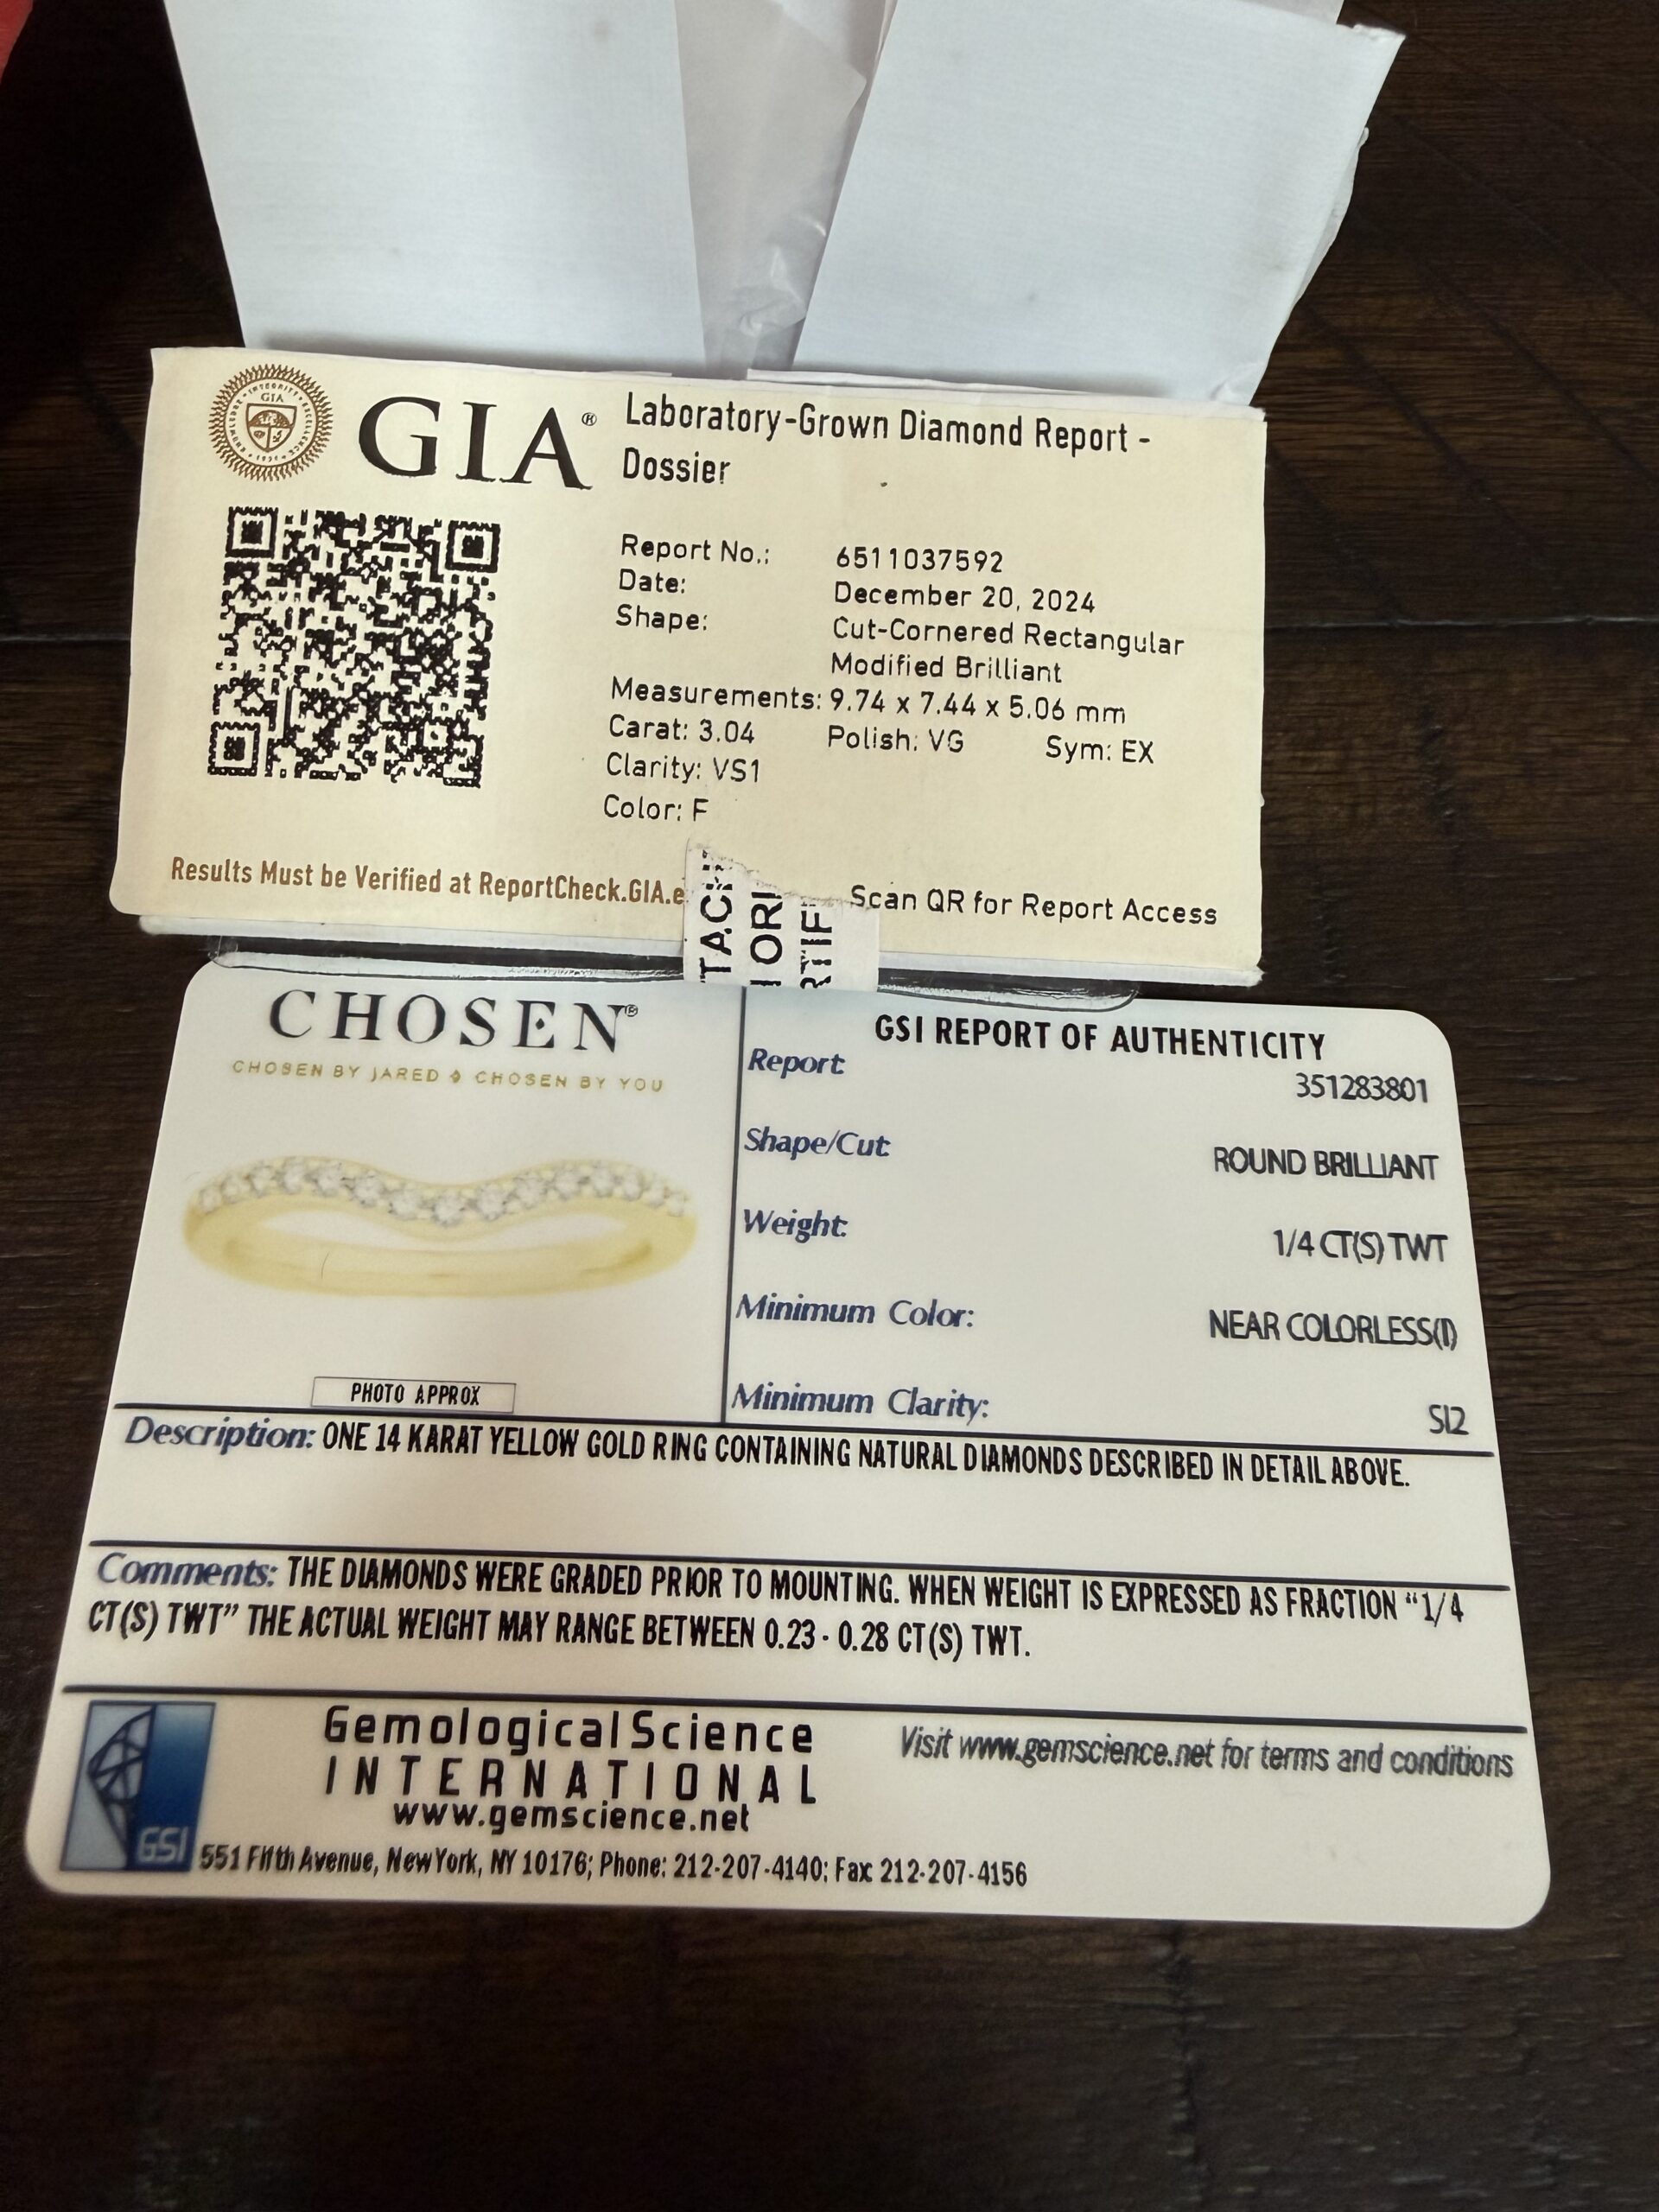 GIA®
Laboratory-Grown Diamond Report -
Dossier
Report No.: 6511037592
Date: December 20, 2024
Shape: Cut-Cornered Rectangular
Modified Brilliant
Measurements: 9.74 x 7.44 x 5.06 mm
Carat: 3.04 Polish: VG Sym: EX
Clarity: VS1
Color: F
Results Must be Verified at ReportCheck.GIA.e
Scan QR for Report Access
CHOSEN®
CHOSEN BY JARED CHOSEN BY YOU
PHOTO APPROX
GSI REPORT OF AUTHENTICITY
Report: 351283801
Shape/Cut: ROUND BRILLIANT
Weight: 1/4 CT(S) TWT
Minimum Color: NEAR COLORLESS(I)
Minimum Clarity: SI2
Description: ONE 14 KARAT YELLOW GOLD RING CONTAINING NATURAL DIAMONDS DESCRIBED IN DETAIL ABOVE.
Comments: THE DIAMONDS WERE GRADED PRIOR TO MOUNTING. WHEN WEIGHT IS EXPRESSED AS FRACTION "1/4
CT(S) TWT" THE ACTUAL WEIGHT MAY RANGE BETWEEN 0.23 - 0.28 CT(S) TWT.
GSI
Gemological Science
INTERNATIONAL
www.gemscience.net
Visit www.gemscience.net for terms and conditions
551 Fifth Avenue, New York, NY 10176; Phone: 212-207-4140; Fax 212-207-4156